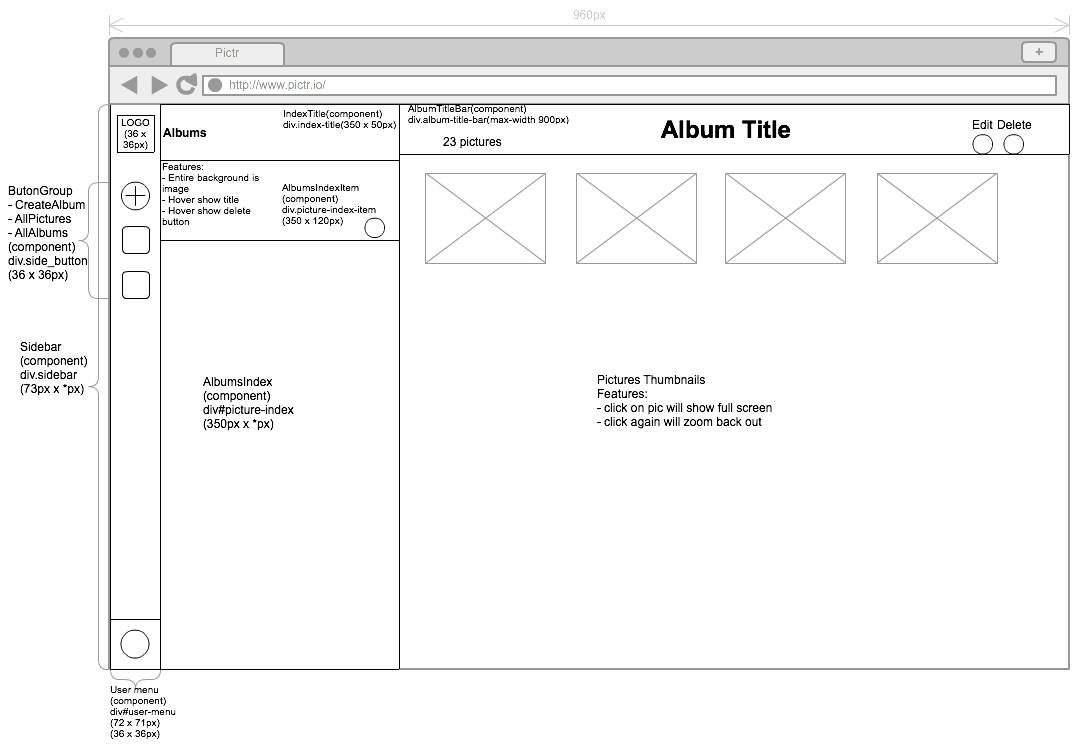 960px
Pictr
+
http://www.pictr.io/
LOGO
(36 x
36px)
Albums
IndexTitle(component)
div.index-title(350 x 50px)
AlbumTitleBar(component)
div.album-title-bar(max-width 900px)
23 pictures
Album Title
Edit Delete
Features:
- Entire background is
image
- Hover show title
- Hover show delete
button
AlbumsIndexItem
(component)
div.picture-index-item
(350 x 120px)
ButonGroup
- CreateAlbum
- AllPictures
- AllAlbums
(component)
div.side_button
(36 x 36px)
Sidebar
(component)
div.sidebar
(73px x *px)
AlbumsIndex
(component)
div#picture-index
(350px x *px)
Pictures Thumbnails
Features:
- click on pic will show full screen
- click again will zoom back out
User menu
(component)
div#user-menu
(72 x 71px)
(36 x 36px)